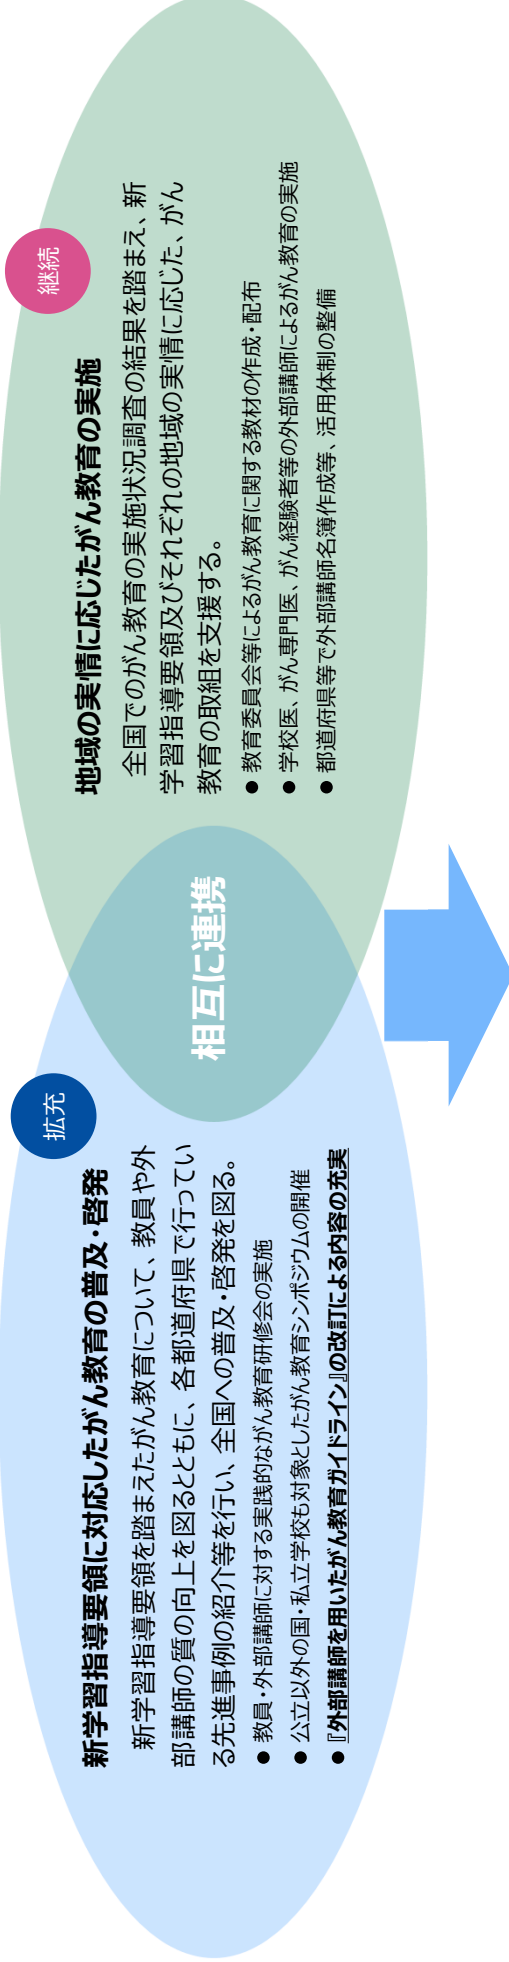 拡充
新学習指導要領に対応したがん教育の普及・啓発
新学習指導要領を踏まえたがん教育について、教員や外
部講師の質の向上を図るとともに、各都道府県で行ってい
る先進事例の紹介等を行い、全国への普及・啓発を図る。
● 教員・外部講師に対する実践的ながん教育研修会の実施
● 公立以外の国・私立学校も対象としたがん教育シンポジウムの開催
● 『外部講師を用いたがん教育ガイドライン』の改訂による内容の充実
相互に連携
継続
地域の実情に応じたがん教育の実施
全国でのがん教育の実施状況調査の結果を踏まえ、新
学習指導要領及びそれぞれの地域の実情に応じた、がん
教育の取組を支援する。
● 教育委員会等によるがん教育に関する教材の作成・配布
● 学校医、がん専門医、がん経験者等の外部講師によるがん教育の実施
● 都道府県等で外部講師名簿作成等、活用体制の整備